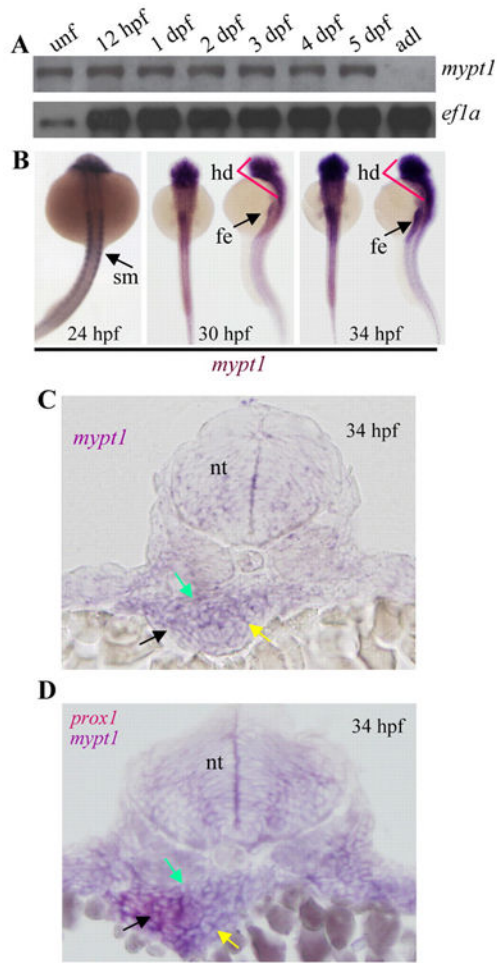 A
unf 12 hpf 1 dpf 2 dpf 3 dpf 4 dpf 5 dpf adl
mypt1
ef1a
B
hd hd
fe fe
sm
24 hpf 30 hpf 34 hpf
mypt1
C
mypt1 34 hpf
nt
D
prox1 34 hpf
mypt1
nt